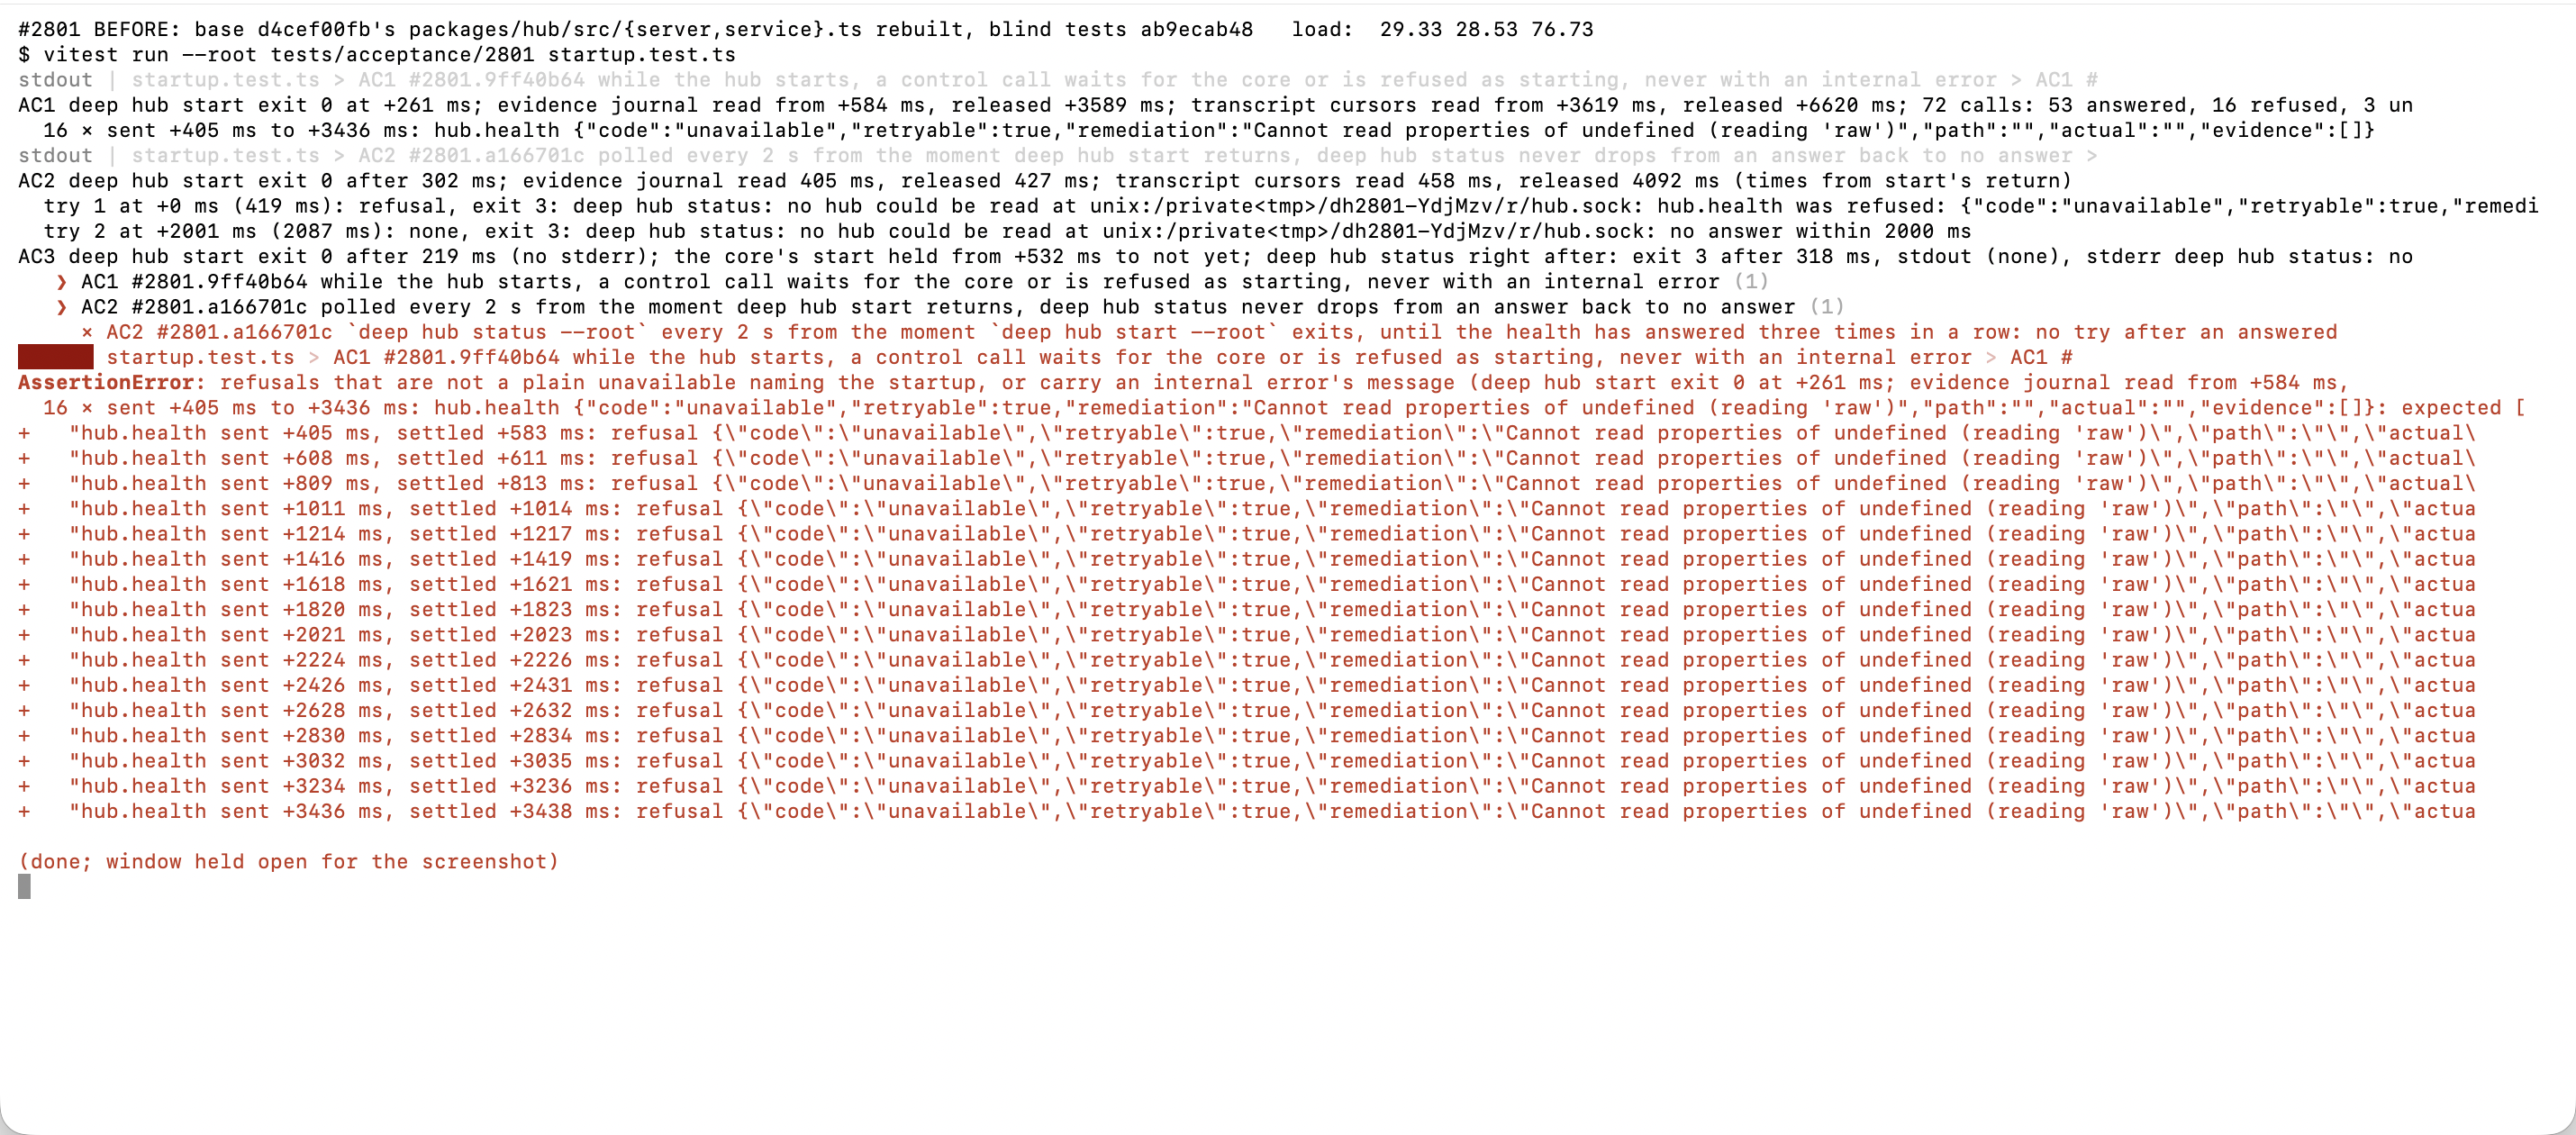 #2801 BEFORE: base d4cef00fb's packages/hub/src/{server,service}.ts rebuilt, blind tests ab9ecab48   load:  29.33 28.53 76.73
$ vitest run --root tests/acceptance/2801 startup.test.ts
stdout | startup.test.ts > AC1 #2801.9ff40b64 while the hub starts, a control call waits for the core or is refused as starting, never with an internal error > AC1 #
AC1 deep hub start exit 0 at +261 ms; evidence journal read from +584 ms, released +3589 ms; transcript cursors read from +3619 ms, released +6620 ms; 72 calls: 53 answered, 16 refused, 3 un
  16 × sent +405 ms to +3436 ms: hub.health {"code":"unavailable","retryable":true,"remediation":"Cannot read properties of undefined (reading 'raw')","path":"","actual":"","evidence":[]}
stdout | startup.test.ts > AC2 #2801.a166701c polled every 2 s from the moment deep hub start returns, deep hub status never drops from an answer back to no answer >
AC2 deep hub start exit 0 after 302 ms; evidence journal read 405 ms, released 427 ms; transcript cursors read 458 ms, released 4092 ms (times from start's return)
  try 1 at +0 ms (419 ms): refusal, exit 3: deep hub status: no hub could be read at unix:/private<tmp>/dh2801-YdjMzv/r/hub.sock: hub.health was refused: {"code":"unavailable","retryable":true,"remedi
  try 2 at +2001 ms (2087 ms): none, exit 3: deep hub status: no hub could be read at unix:/private<tmp>/dh2801-YdjMzv/r/hub.sock: no answer within 2000 ms
AC3 deep hub start exit 0 after 219 ms (no stderr); the core's start held from +532 ms to not yet; deep hub status right after: exit 3 after 318 ms, stdout (none), stderr deep hub status: no
   ❯ AC1 #2801.9ff40b64 while the hub starts, a control call waits for the core or is refused as starting, never with an internal error (1)
   ❯ AC2 #2801.a166701c polled every 2 s from the moment deep hub start returns, deep hub status never drops from an answer back to no answer (1)
     × AC2 #2801.a166701c `deep hub status --root` every 2 s from the moment `deep hub start --root` exits, until the health has answered three times in a row: no try after an answered
       startup.test.ts > AC1 #2801.9ff40b64 while the hub starts, a control call waits for the core or is refused as starting, never with an internal error > AC1 #
AssertionError: refusals that are not a plain unavailable naming the startup, or carry an internal error's message (deep hub start exit 0 at +261 ms; evidence journal read from +584 ms,
  16 × sent +405 ms to +3436 ms: hub.health {"code":"unavailable","retryable":true,"remediation":"Cannot read properties of undefined (reading 'raw')","path":"","actual":"","evidence":[]}: expected [
+   "hub.health sent +405 ms, settled +583 ms: refusal {\"code\":\"unavailable\",\"retryable\":true,\"remediation\":\"Cannot read properties of undefined (reading 'raw')\",\"path\":\"\",\"actual\
+   "hub.health sent +608 ms, settled +611 ms: refusal {\"code\":\"unavailable\",\"retryable\":true,\"remediation\":\"Cannot read properties of undefined (reading 'raw')\",\"path\":\"\",\"actual\
+   "hub.health sent +809 ms, settled +813 ms: refusal {\"code\":\"unavailable\",\"retryable\":true,\"remediation\":\"Cannot read properties of undefined (reading 'raw')\",\"path\":\"\",\"actual\
+   "hub.health sent +1011 ms, settled +1014 ms: refusal {\"code\":\"unavailable\",\"retryable\":true,\"remediation\":\"Cannot read properties of undefined (reading 'raw')\",\"path\":\"\",\"actua
+   "hub.health sent +1214 ms, settled +1217 ms: refusal {\"code\":\"unavailable\",\"retryable\":true,\"remediation\":\"Cannot read properties of undefined (reading 'raw')\",\"path\":\"\",\"actua
+   "hub.health sent +1416 ms, settled +1419 ms: refusal {\"code\":\"unavailable\",\"retryable\":true,\"remediation\":\"Cannot read properties of undefined (reading 'raw')\",\"path\":\"\",\"actua
+   "hub.health sent +1618 ms, settled +1621 ms: refusal {\"code\":\"unavailable\",\"retryable\":true,\"remediation\":\"Cannot read properties of undefined (reading 'raw')\",\"path\":\"\",\"actua
+   "hub.health sent +1820 ms, settled +1823 ms: refusal {\"code\":\"unavailable\",\"retryable\":true,\"remediation\":\"Cannot read properties of undefined (reading 'raw')\",\"path\":\"\",\"actua
+   "hub.health sent +2021 ms, settled +2023 ms: refusal {\"code\":\"unavailable\",\"retryable\":true,\"remediation\":\"Cannot read properties of undefined (reading 'raw')\",\"path\":\"\",\"actua
+   "hub.health sent +2224 ms, settled +2226 ms: refusal {\"code\":\"unavailable\",\"retryable\":true,\"remediation\":\"Cannot read properties of undefined (reading 'raw')\",\"path\":\"\",\"actua
+   "hub.health sent +2426 ms, settled +2431 ms: refusal {\"code\":\"unavailable\",\"retryable\":true,\"remediation\":\"Cannot read properties of undefined (reading 'raw')\",\"path\":\"\",\"actua
+   "hub.health sent +2628 ms, settled +2632 ms: refusal {\"code\":\"unavailable\",\"retryable\":true,\"remediation\":\"Cannot read properties of undefined (reading 'raw')\",\"path\":\"\",\"actua
+   "hub.health sent +2830 ms, settled +2834 ms: refusal {\"code\":\"unavailable\",\"retryable\":true,\"remediation\":\"Cannot read properties of undefined (reading 'raw')\",\"path\":\"\",\"actua
+   "hub.health sent +3032 ms, settled +3035 ms: refusal {\"code\":\"unavailable\",\"retryable\":true,\"remediation\":\"Cannot read properties of undefined (reading 'raw')\",\"path\":\"\",\"actua
+   "hub.health sent +3234 ms, settled +3236 ms: refusal {\"code\":\"unavailable\",\"retryable\":true,\"remediation\":\"Cannot read properties of undefined (reading 'raw')\",\"path\":\"\",\"actua
+   "hub.health sent +3436 ms, settled +3438 ms: refusal {\"code\":\"unavailable\",\"retryable\":true,\"remediation\":\"Cannot read properties of undefined (reading 'raw')\",\"path\":\"\",\"actua
(done; window held open for the screenshot)